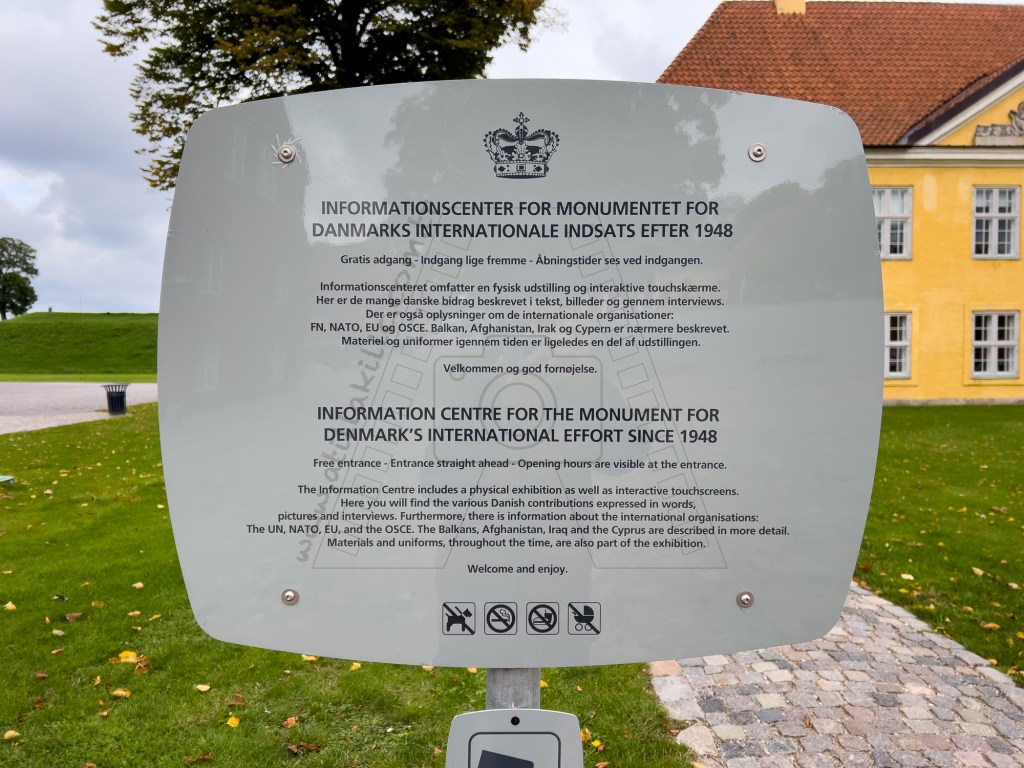 INFORMATIONSCENTER FOR MONUMENTET FOR
DANMARKS INTERNATIONALE INDSATS EFTER 1948
Gratis adgang - Indgang lige fremme - Åbningstider ses ved indgangen.
Informationscenteret omfatter en fysisk udstilling og interaktive touchskærme.
Her er de mange danske bidrag beskrevet i tekst, billeder og gennem interviews.
Der er også oplysninger om de internationale organisationer:
FN, NATO, EU og OSCE. Balkan, Afghanistan, Irak og Cypern er nærmere beskrevet.
Materiel og uniformer igennem tiden er ligeledes en del af udstillingen.
Velkommen og god fornøjelse.
INFORMATION CENTRE FOR THE MONUMENT FOR
DENMARK'S INTERNATIONAL EFFORT SINCE 1948
Free entrance - Entrance straight ahead - Opening hours are visible at the entrance.
The Information Centre includes a physical exhibition as well as interactive touchscreens.
Here you will find the various Danish contributions expressed in words,
pictures and interviews. Furthermore, there is information about the international organisations:
The UN, NATO, EU, and the OSCE. The Balkans, Afghanistan, Iraq and the Cyprus are described in more detail.
Materials and uniforms, throughout the time, are also part of the exhibition.
Welcome and enjoy.